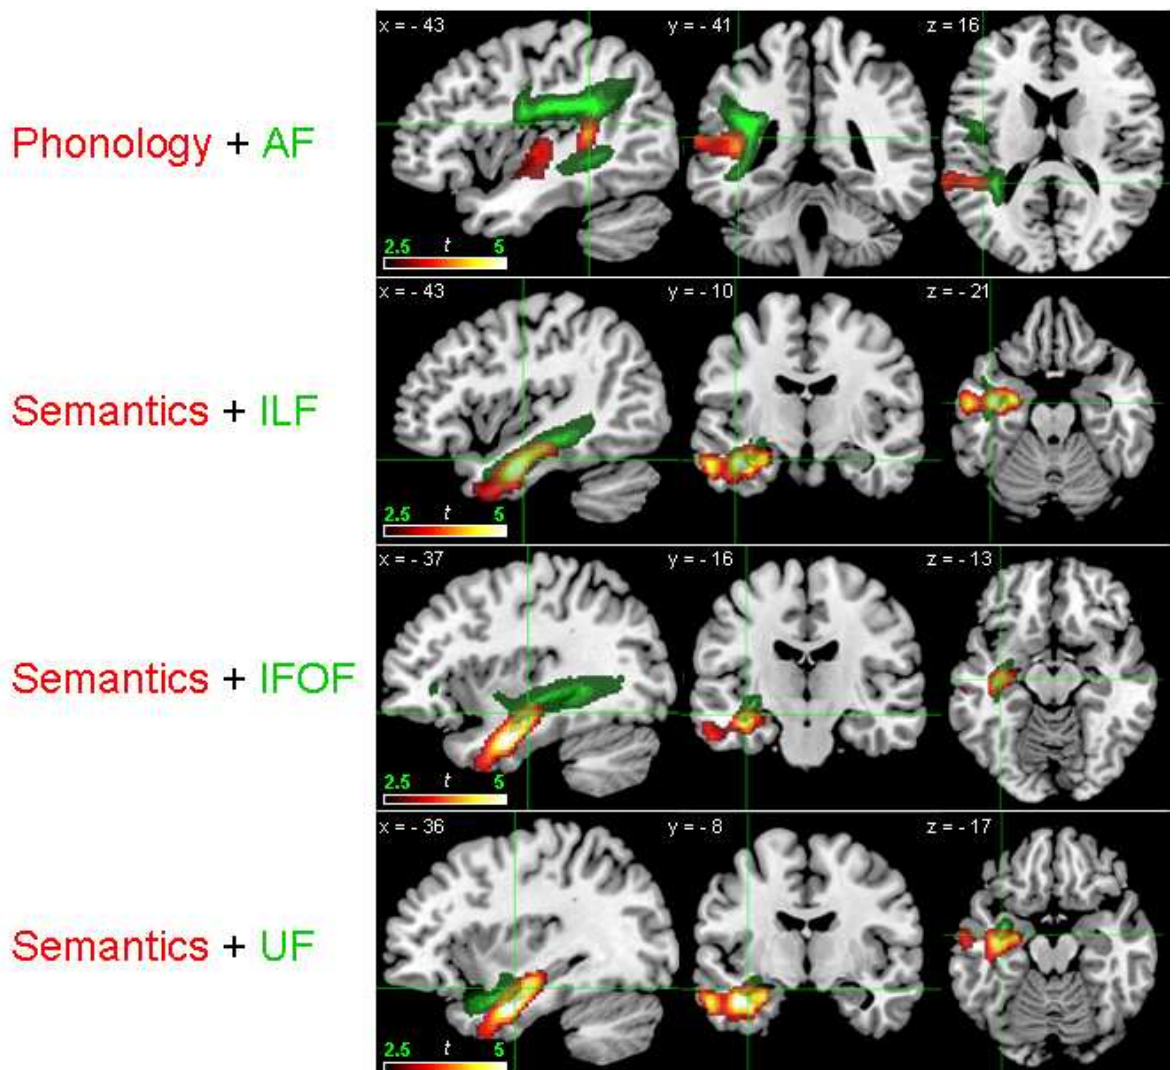 x = - 43 y = - 41 z = 16
Phonology + AF
2.5 t 5
x = - 43 y = - 10 z = - 21
Semantics + ILF
2.5 t 5
x = - 37 y = - 16 z = - 13
Semantics + IFOF
2.5 t 5
x = - 36 y = - 8 z = - 17
Semantics + UF
2.5 t 5